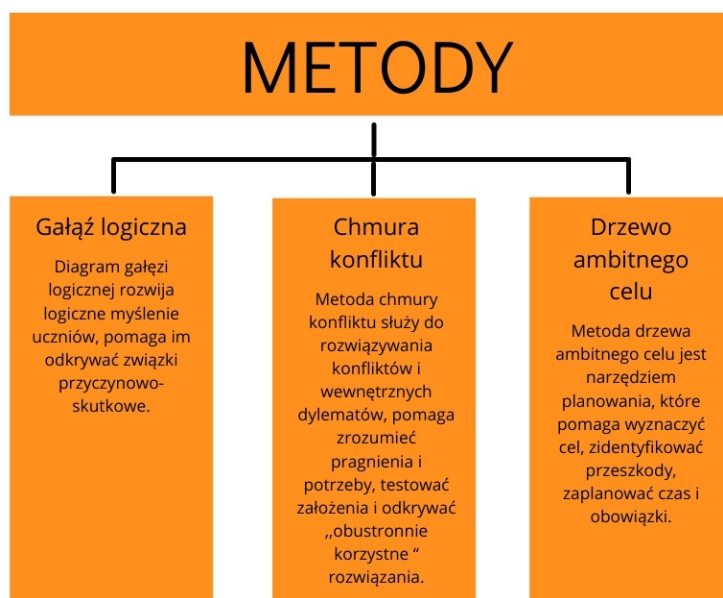 METODY
Gałąź logiczna
Diagram gałęzi
logicznej rozwija
logiczne myślenie
uczniów, pomaga im
odkrywać związki
przyczynowo-
skutkowe.
Chmura
konfliktu
Metoda chmury
konfliktu służy do
rozwiązywania
konfliktów i
wewnętrznych
dylematów, pomaga
zrozumieć
pragnienia i
potrzeby, testować
założenia i odkrywać
,,obustronnie
korzystne “
rozwiązania.
Drzewo
ambitnego
celu
Metoda drzewa
ambitnego celu jest
narzędziem
planowania, które
pomaga wyznaczyć
cel, zidentyfikować
przeszkody,
zaplanować czas i
obowiązki.